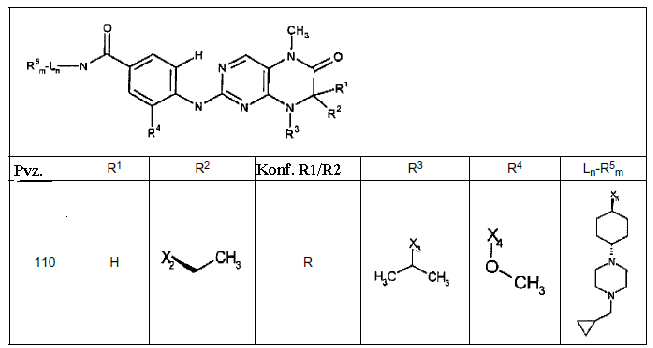 O
CH₃
H
N
N
O
R⁵ₘ-Lₙ
N
R¹
R²
N
N
N
R⁴
R³
Pvz. R¹ R² Konf. R1/R2 R³ R⁴ Lₙ-R⁵ₘ
110 H X₂ CH₃ R X₃ H₃C CH₃ X₄ O CH₃ X₅ N N